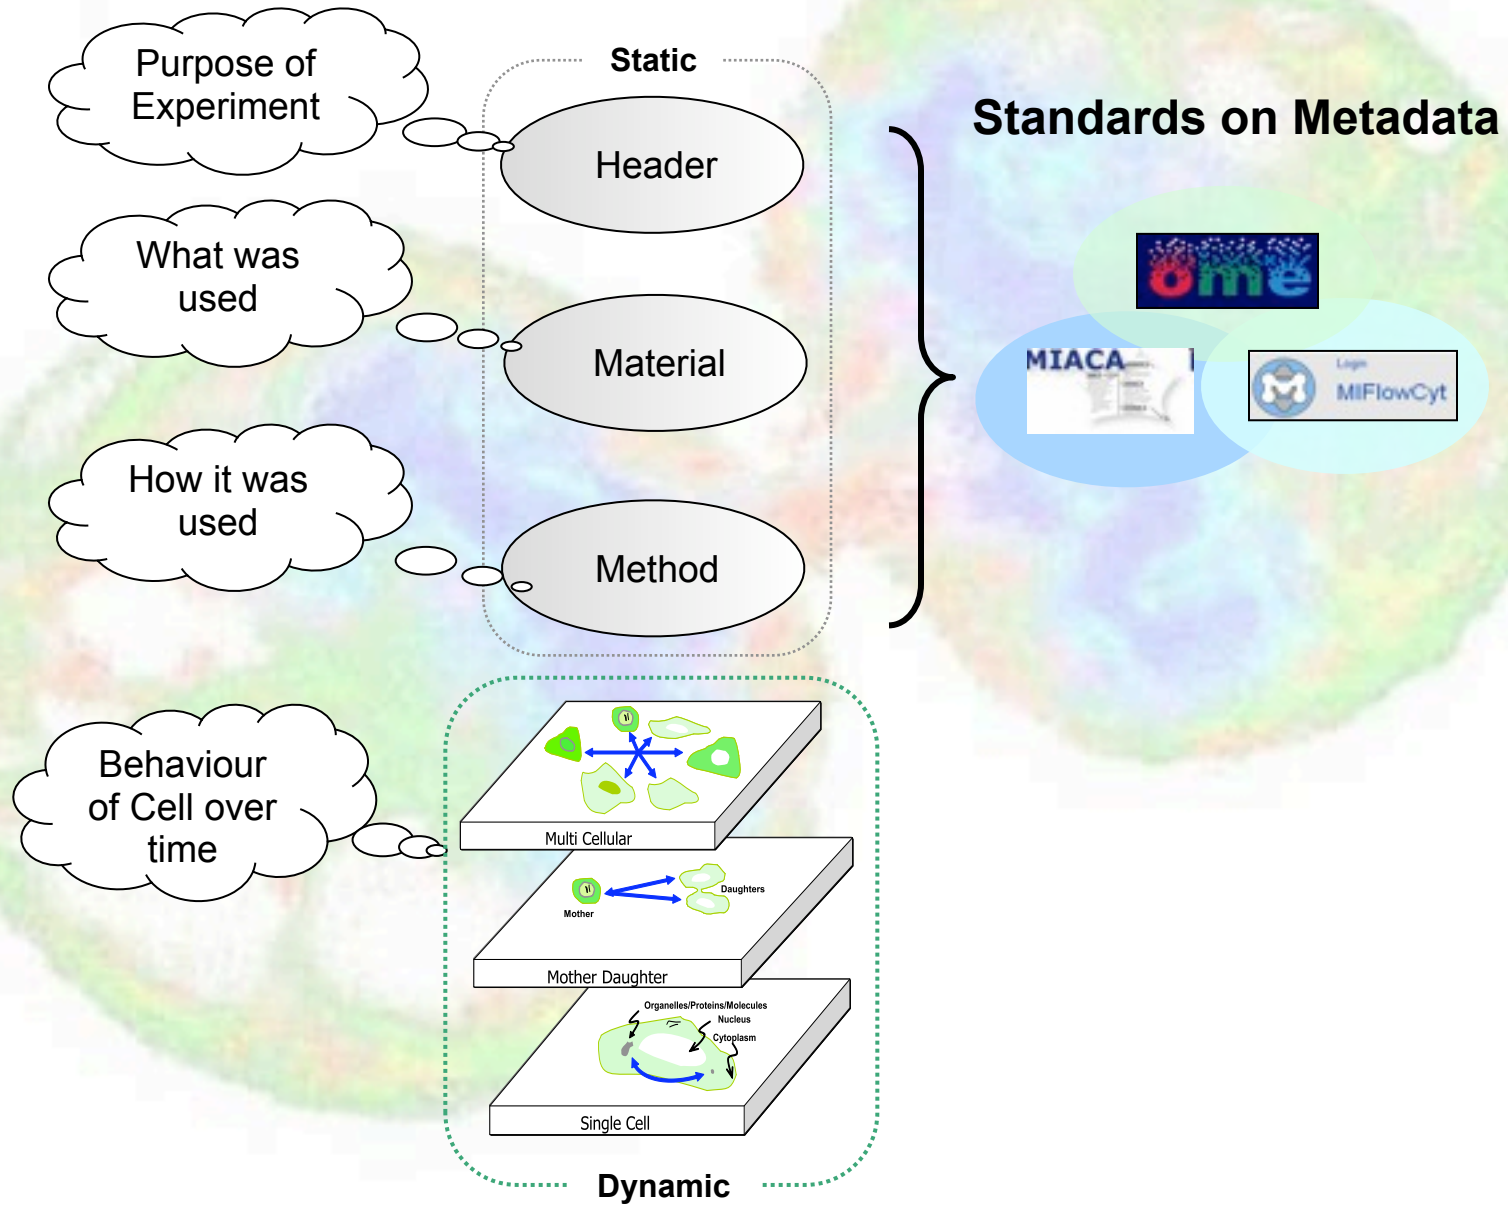 Purpose of
Experiment
Static
Header
Standards on Metadata
ome
What was
used
Material
MIACA
Login
MIFlowCyt
How it was
used
Method
Behaviour
of Cell over
time
Multi Cellular
Mother
Daughters
Mother Daughter
Organelles/Proteins/Molecules
Nucleus
Cytoplasm
Single Cell
Dynamic